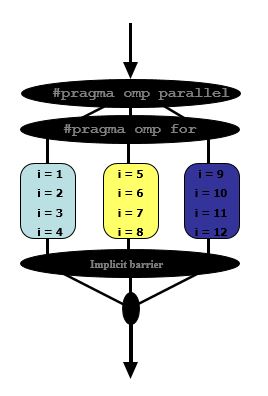 #pragma omp parallel
#pragma omp for
i = 1
i = 2
i = 3
i = 4
i = 5
i = 6
i = 7
i = 8
i = 9
i = 10
i = 11
i = 12
Implicit barrier